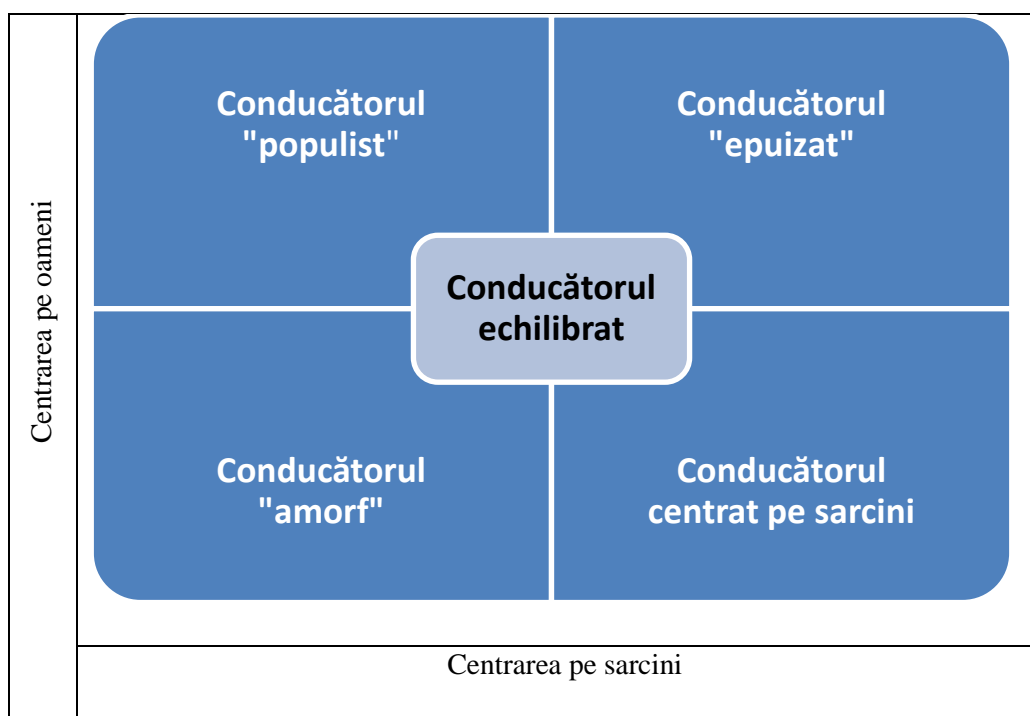 Centrarea pe oameni
Conducătorul
"populist"
Conducătorul
"epuizat"
Conducătorul
echilibrat
Conducătorul
"amorf"
Conducătorul
centrat pe sarcini
Centrarea pe sarcini